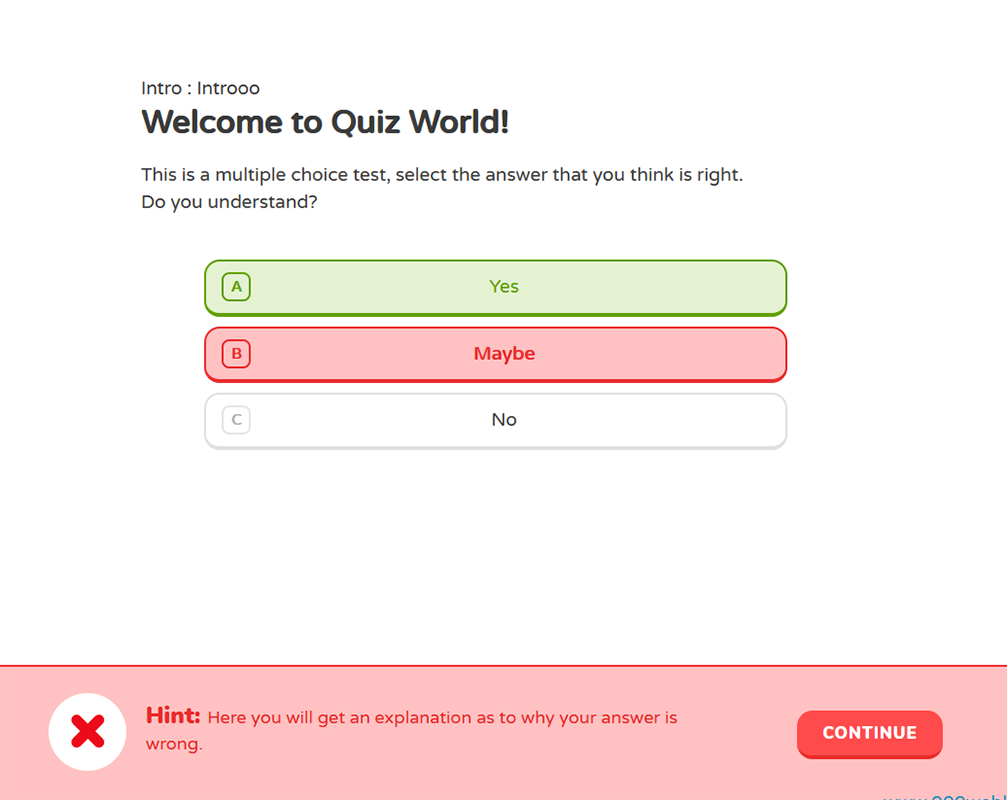 Intro : Introoo
Welcome to Quiz World!
This is a multiple choice test, select the answer that you think is right.
Do you understand?
A Yes
B Maybe
C No
Hint: Here you will get an explanation as to why your answer is
wrong.
CONTINUE